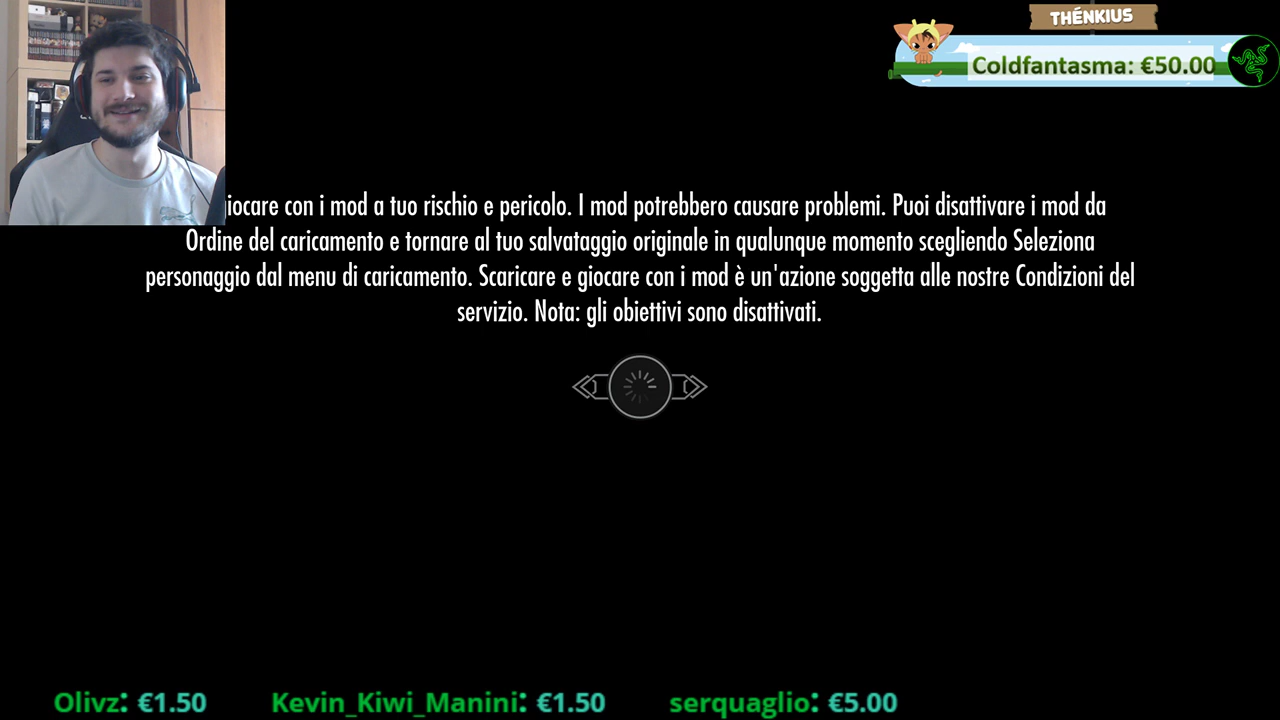 THÉNKIUS
Coldfantasma: €50.00
giocare con i mod a tuo rischio e pericolo. I mod potrebbero causare problemi. Puoi disattivare i mod da
Ordine del caricamento e tornare al tuo salvataggio originale in qualunque momento scegliendo Seleziona
personaggio dal menu di caricamento. Scaricare e giocare con i mod è un'azione soggetta alle nostre Condizioni del
servizio. Nota: gli obiettivi sono disattivati.
Olivz: €1.50 Kevin_Kiwi_Manini: €1.50 serquaglio: €5.00